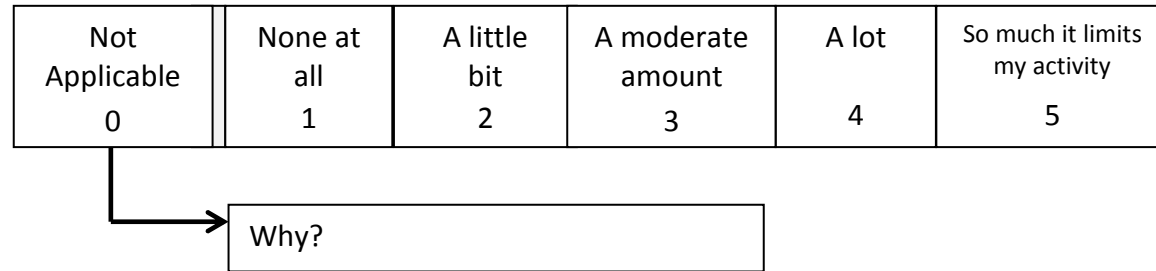 Not Applicable
0
None at all
1
A little bit
2
A moderate amount
3
A lot
4
So much it limits my activity
5
Why?